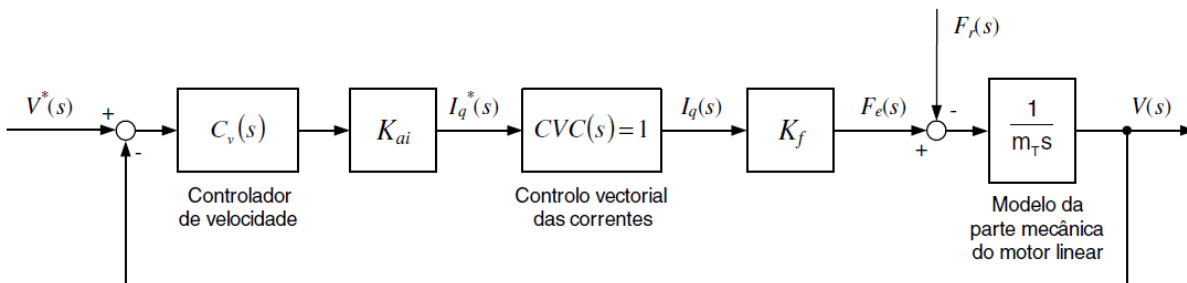 V*(s)
+
-
C_v(s)
Controlador
de velocidade
K_ai
I_q*(s)
CVC(s)=1
Controlo vectorial
das correntes
I_q(s)
K_f
F_e(s)
F_r(s)
-
+
1
m_T s
Modelo da
parte mecânica
do motor linear
V(s)